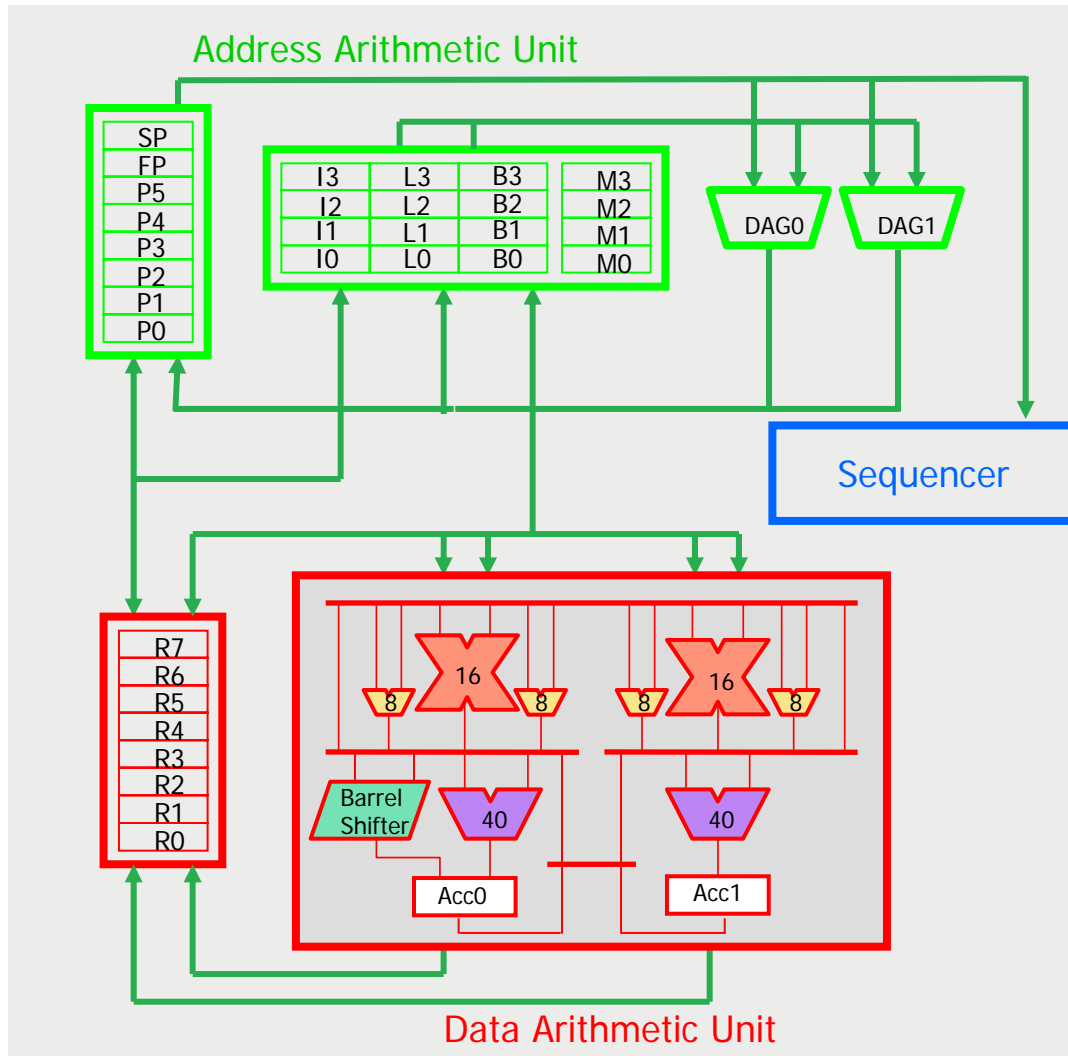 Address Arithmetic Unit
SP
FP
P5
P4
P3
P2
P1
P0
I3 L3 B3 M3
I2 L2 B2 M2
I1 L1 B1 M1
I0 L0 B0 M0
DAG0 DAG1
Sequencer
R7
R6
R5
R4
R3
R2
R1
R0
16 16
8 8 8 8
Barrel
Shifter
40 40
Acc0 Acc1
Data Arithmetic Unit